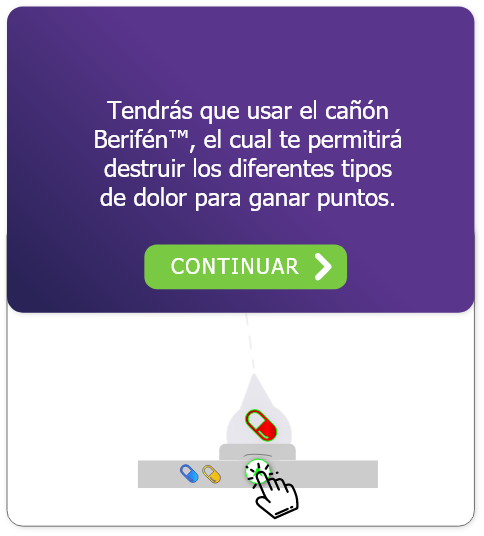 Tendrás que usar el cañón
Berifén™, el cual te permitirá
destruir los diferentes tipos
de dolor para ganar puntos.
CONTINUAR